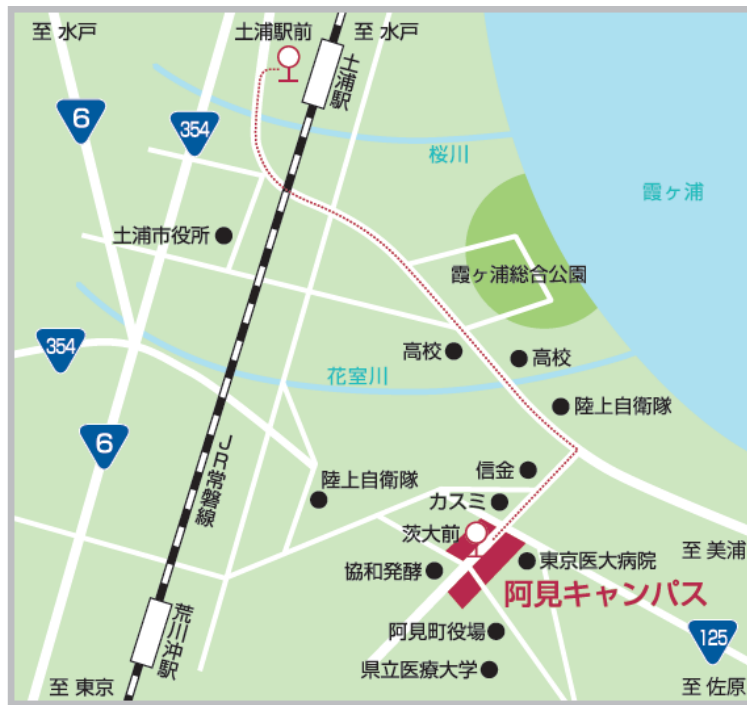 至 水戸
土浦駅前
至 水戸
土浦駅
6
354
桜川
霞ヶ浦
土浦市役所
霞ヶ浦総合公園
354
高校
高校
花室川
陸上自衛隊
6
JR常磐線
信金
陸上自衛隊
カスミ
茨大前
至 美浦
東京医大病院
協和発酵
阿見キャンパス
荒川沖駅
阿見町役場
125
県立医療大学
至 東京
至 佐原